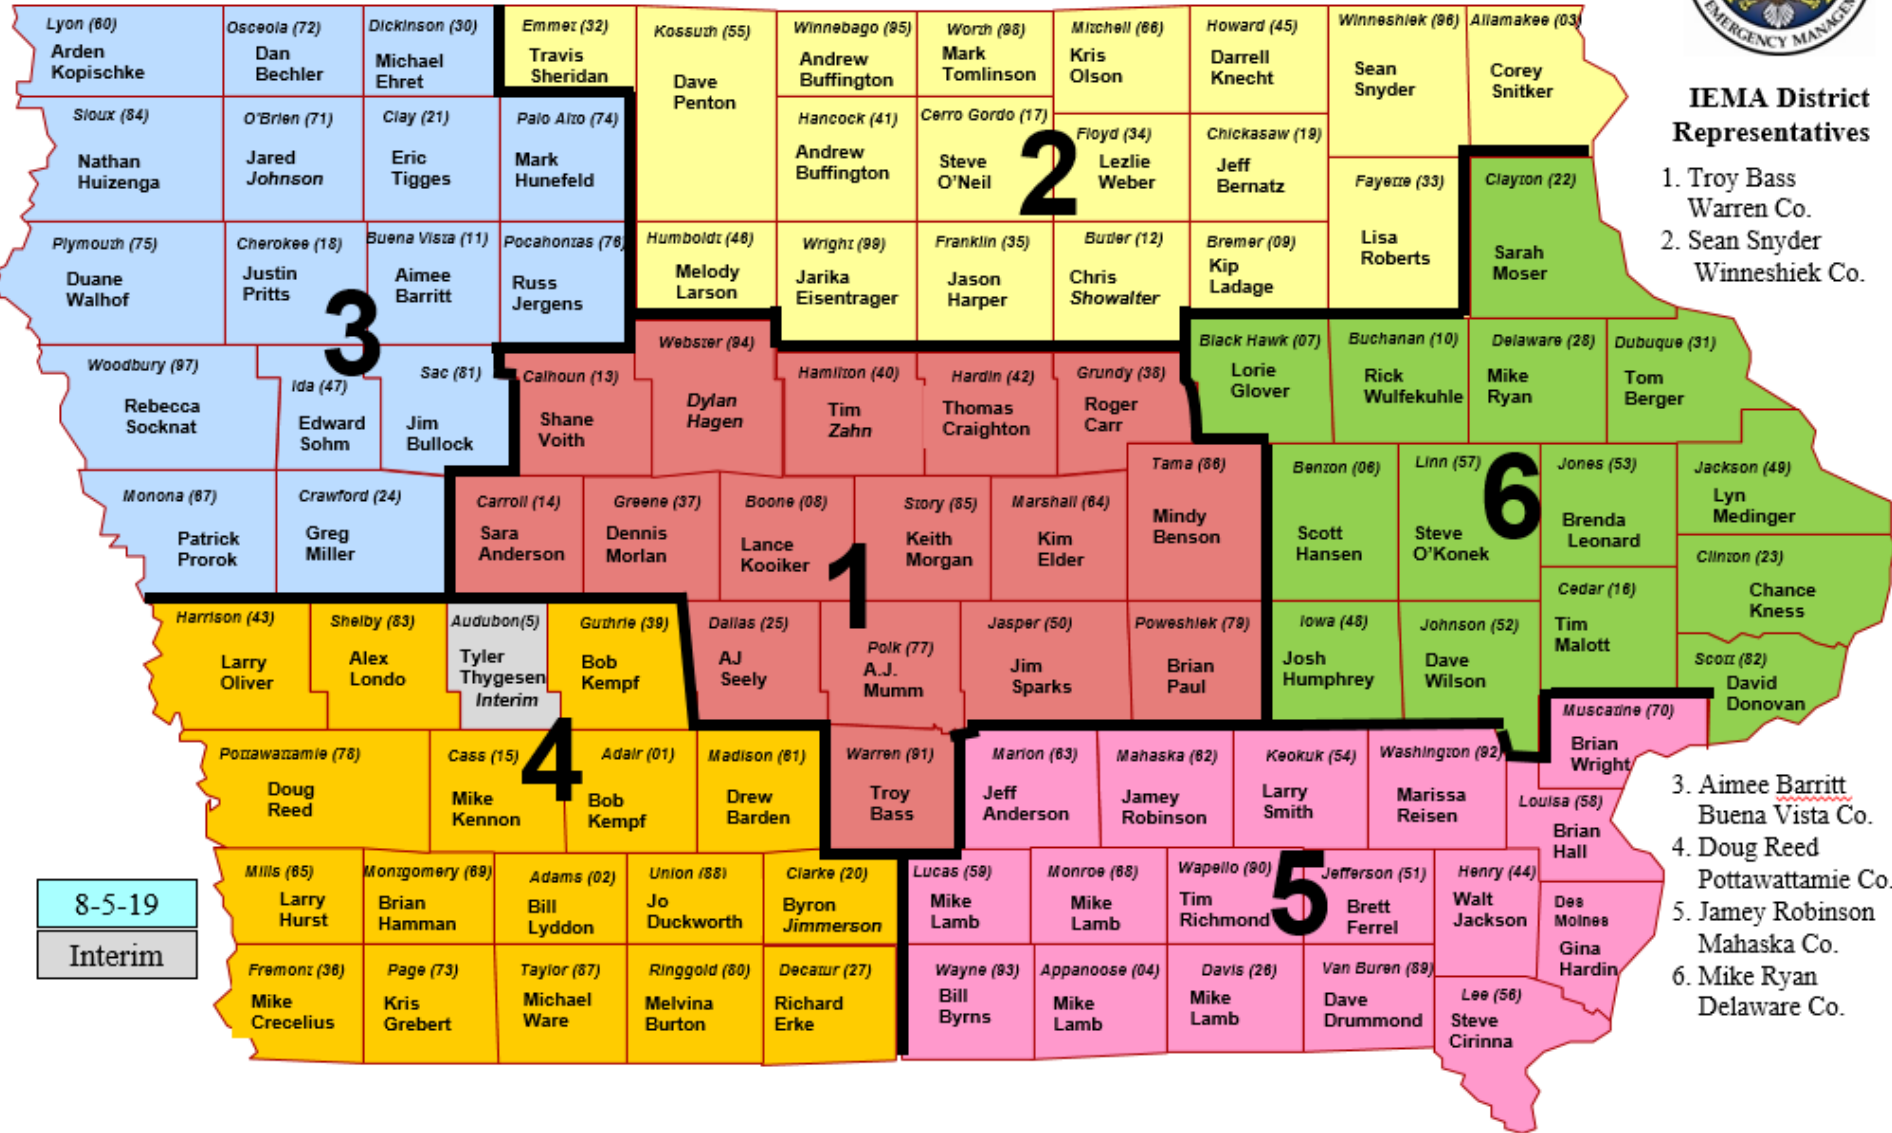 Lyon (60)
Arden
Kopischke
Osceola (72)
Dan
Bechler
Dickinson (30)
Michael
Ehret
Emmet (32)
Travis
Sheridan
Kossuth (55)
Dave
Penton
Winnebago (95)
Andrew
Buffington
Worth (98)
Mark
Tomlinson
Mitchell (66)
Kris
Olson
Howard (45)
Darrell
Knecht
Winneshiek (96)
Sean
Snyder
Allamakee (03)
Corey
Snitker
EMERGENCY MANAGE
IEMA District
Representatives
1. Troy Bass
Warren Co.
2. Sean Snyder
Winneshiek Co.
Sioux (84)
Nathan
Huizenga
O'Brien (71)
Jared
Johnson
Clay (21)
Eric
Tigges
Palo Alto (74)
Mark
Hunefeld
Hancock (41)
Andrew
Buffington
Cerro Gordo (17)
Steve
O'Neil
2
Floyd (34)
Lezlie
Weber
Chickasaw (19)
Jeff
Bernatz
Fayette (33)
Lisa
Roberts
Clayton (22)
Sarah
Moser
Plymouth (75)
Duane
Walhof
Cherokee (18)
Justin
Pritts
3
Buena Vista (11)
Aimee
Barritt
Pocahontas (76)
Russ
Jergens
Humboldt (46)
Melody
Larson
Wright (99)
Jarika
Eisentrager
Franklin (35)
Jason
Harper
Butler (12)
Chris
Showalter
Bremer (09)
Kip
Ladage
Woodbury (97)
Rebecca
Socknat
Ida (47)
Edward
Sohm
Sac (81)
Jim
Bullock
Calhoun (13)
Shane
Voith
Webster (94)
Dylan
Hagen
Hamilton (40)
Tim
Zahn
Hardin (42)
Thomas
Craighton
Grundy (38)
Roger
Carr
Black Hawk (07)
Lorie
Glover
Buchanan (10)
Rick
Wulfekuhle
Delaware (28)
Mike
Ryan
Dubuque (31)
Tom
Berger
Monona (67)
Patrick
Prorok
Crawford (24)
Greg
Miller
Carroll (14)
Sara
Anderson
Greene (37)
Dennis
Morlan
Boone (08)
Lance
Kooiker
1
Story (85)
Keith
Morgan
Marshall (64)
Kim
Elder
Tama (86)
Mindy
Benson
Benton (06)
Scott
Hansen
Linn (57)
Steve
O'Konek
6
Jones (53)
Brenda
Leonard
Jackson (49)
Lyn
Medinger
Clinton (23)
Chance
Kness
Harrison (43)
Larry
Oliver
Shelby (83)
Alex
Londo
Audubon(5)
Tyler
Thygesen
Interim
Guthrie (39)
Bob
Kempf
Dallas (25)
AJ
Seely
Polk (77)
A.J.
Mumm
Jasper (50)
Jim
Sparks
Poweshiek (79)
Brian
Paul
Iowa (48)
Josh
Humphrey
Johnson (52)
Dave
Wilson
Cedar (16)
Tim
Malott
Scott (82)
David
Donovan
Pottawattamie (78)
Doug
Reed
Cass (15)
Mike
Kennon
4
Adair (01)
Bob
Kempf
Madison (61)
Drew
Barden
Warren (91)
Troy
Bass
Marion (63)
Jeff
Anderson
Mahaska (62)
Jamey
Robinson
Keokuk (54)
Larry
Smith
Washington (92)
Marissa
Reisen
Muscatine (70)
Brian
Wright
Louisa (58)
Brian
Hall
3. Aimee Barritt
Buena Vista Co.
4. Doug Reed
Pottawattamie Co.
5. Jamey Robinson
Mahaska Co.
6. Mike Ryan
Delaware Co.
8-5-19
Interim
Mills (65)
Larry
Hurst
Montgomery (69)
Brian
Hamman
Adams (02)
Bill
Lyddon
Union (88)
Jo
Duckworth
Clarke (20)
Byron
Jimmerson
Lucas (59)
Mike
Lamb
Monroe (68)
Mike
Lamb
Wapello (90)
Tim
Richmond
5
Jefferson (51)
Brett
Ferrel
Henry (44)
Walt
Jackson
Des
Moines
Gina
Hardin
Fremont (36)
Mike
Crecelius
Page (73)
Kris
Grebert
Taylor (87)
Michael
Ware
Ringgold (80)
Melvina
Burton
Decatur (27)
Richard
Erke
Wayne (93)
Bill
Byrns
Appanoose (04)
Mike
Lamb
Davis (26)
Mike
Lamb
Van Buren (89)
Dave
Drummond
Lee (56)
Steve
Cirinna